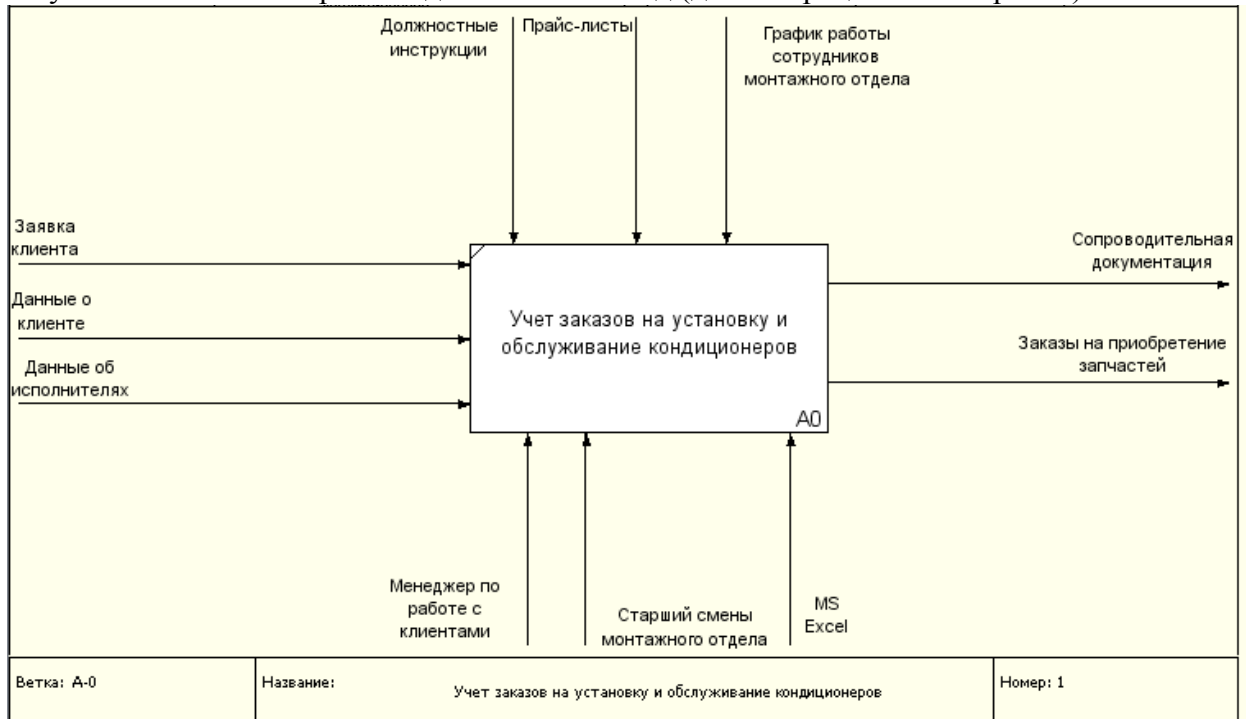 Должностные
инструкции
Прайс-листы
График работы
сотрудников
монтажного отдела
Заявка
клиента
Данные о
клиенте
Данные об
исполнителях
Учет заказов на установку и
обслуживание кондиционеров
A0
Сопроводительная
документация
Заказы на приобретение
запчастей
Менеджер по
работе с
клиентами
Старший смены
монтажного отдела
MS
Excel
Ветка: A-0
Название:
Учет заказов на установку и обслуживание кондиционеров
Номер: 1